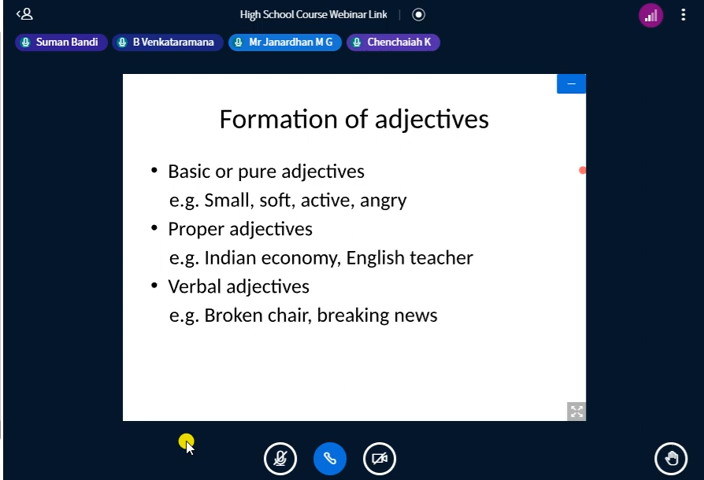 High School Course Webinar Link
Suman Bandi
B Venkataramana
Mr Janardhan M G
Chenchaiah K
Formation of adjectives
• Basic or pure adjectives
e.g. Small, soft, active, angry
• Proper adjectives
e.g. Indian economy, English teacher
• Verbal adjectives
e.g. Broken chair, breaking news